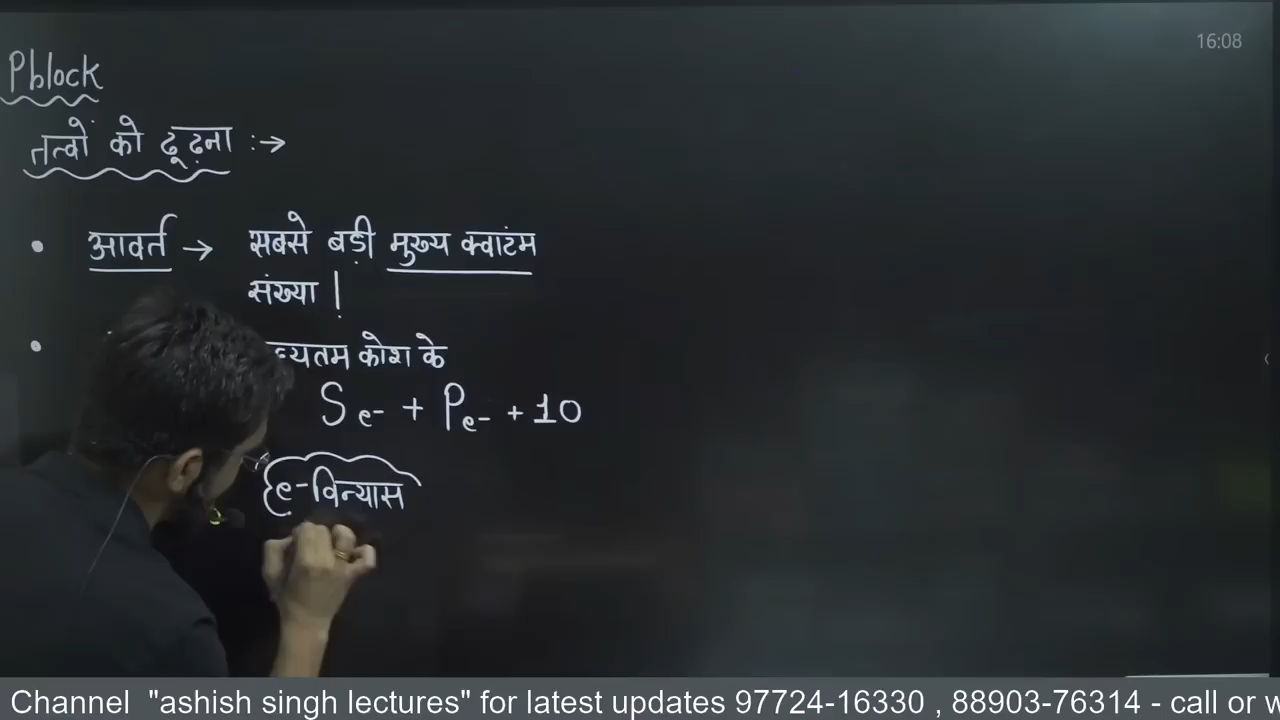 Pblock
16:08
तत्वों को ढूढ़ना :→
• आवर्त → सबसे बड़ी मुख्य क्वांटम
संख्या |
• कोश के
S e- + P e- + 10
e-विन्यास
Channel "ashish singh lectures" for latest updates 97724-16330 , 88903-76314 - call or